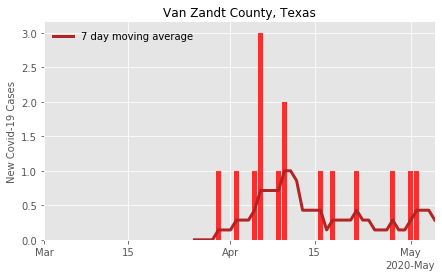 Van Zandt County, Texas
7 day moving average
New Covid-19 Cases
3.0
2.5
2.0
1.5
1.0
0.5
0.0
Mar
15
Apr
15
May
2020-May